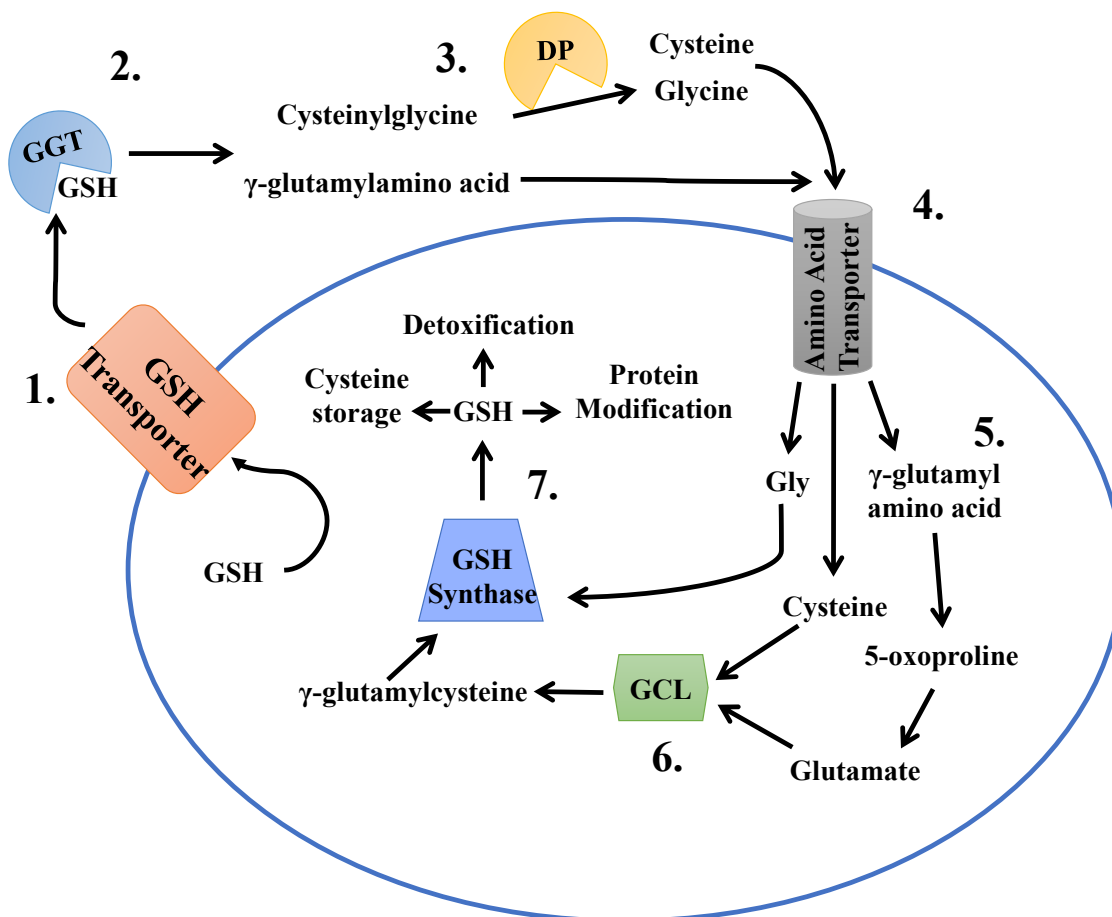 2.
3.
DP
Cysteine
Glycine
GGT
GSH
Cysteinylglycine
γ-glutamylamino acid
4.
Amino Acid
Transporter
1.
GSH
Transporter
GSH
Detoxification
Cysteine
storage
GSH
Protein
Modification
7.
GSH
Synthase
Gly
5.
γ-glutamyl
amino acid
Cysteine
5-oxoproline
γ-glutamylcysteine
GCL
6.
Glutamate